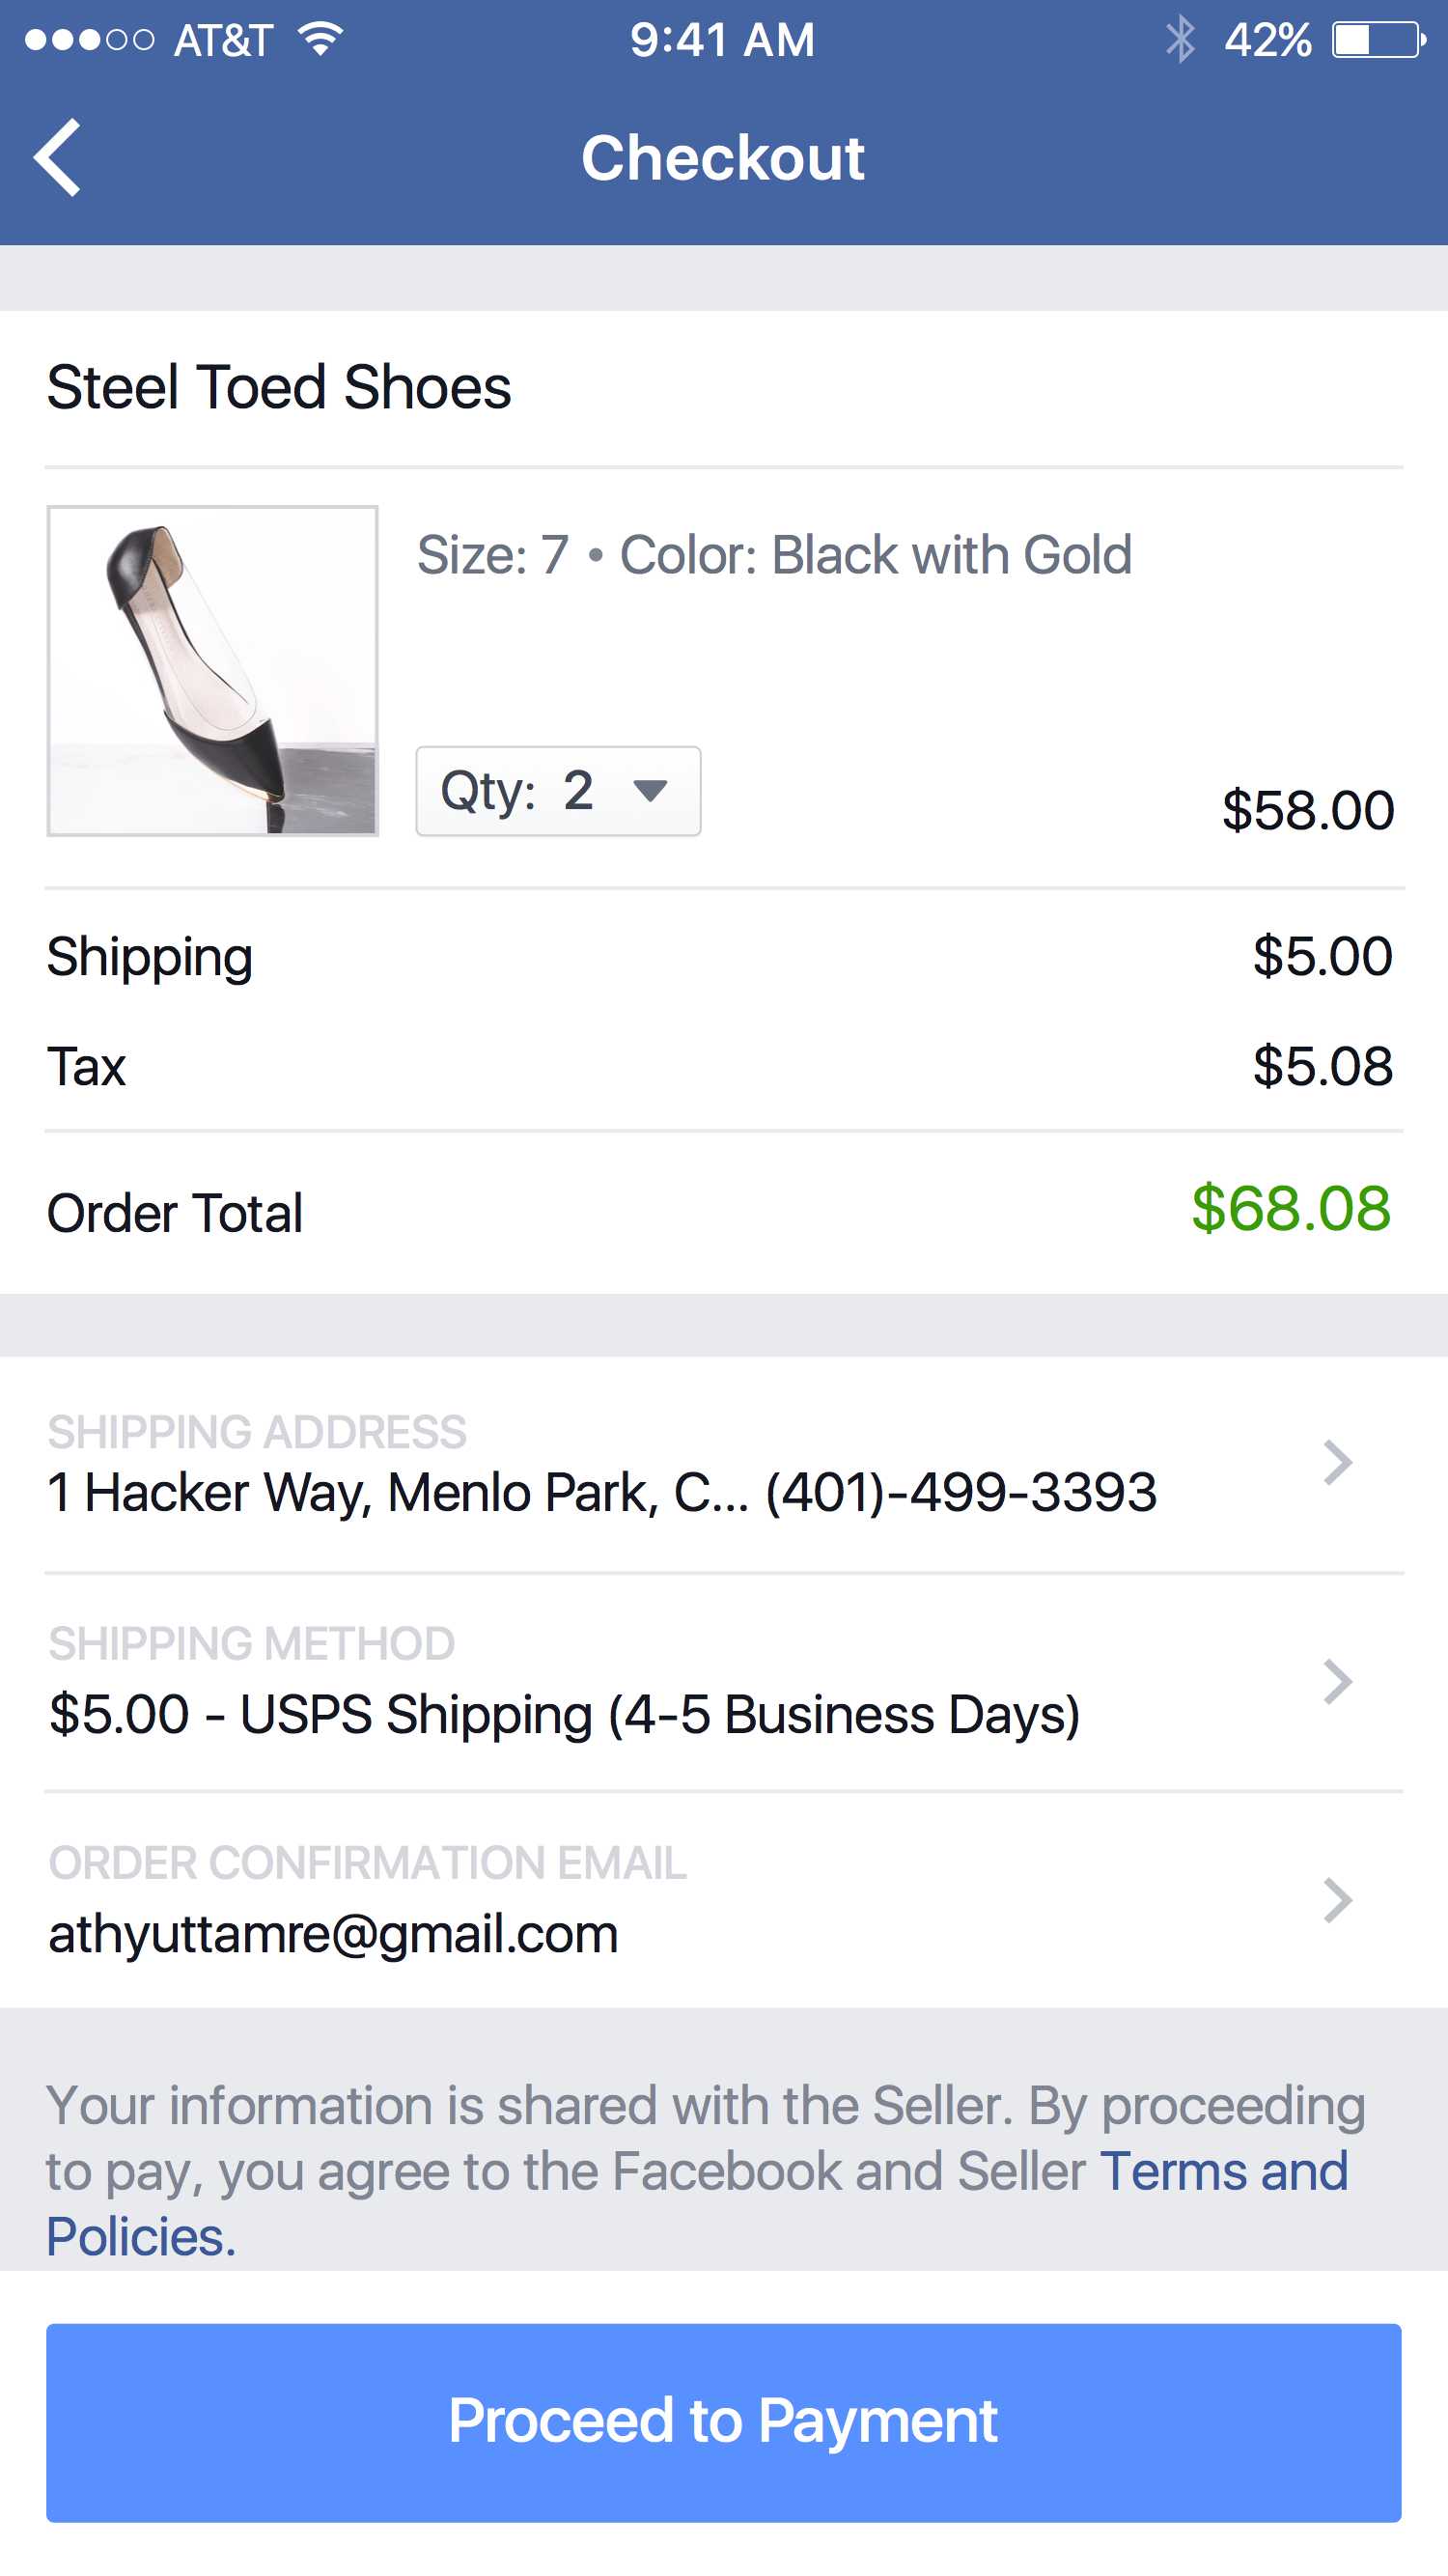 AT&T 9:41 AM 42%
Checkout
Steel Toed Shoes
Size: 7 • Color: Black with Gold
Qty: 2
$58.00
Shipping $5.00
Tax $5.08
Order Total $68.08
SHIPPING ADDRESS
1 Hacker Way, Menlo Park, C... (401)-499-3393
SHIPPING METHOD
$5.00 - USPS Shipping (4-5 Business Days)
ORDER CONFIRMATION EMAIL
athyuttamre@gmail.com
Your information is shared with the Seller. By proceeding
to pay, you agree to the Facebook and Seller Terms and
Policies.
Proceed to Payment